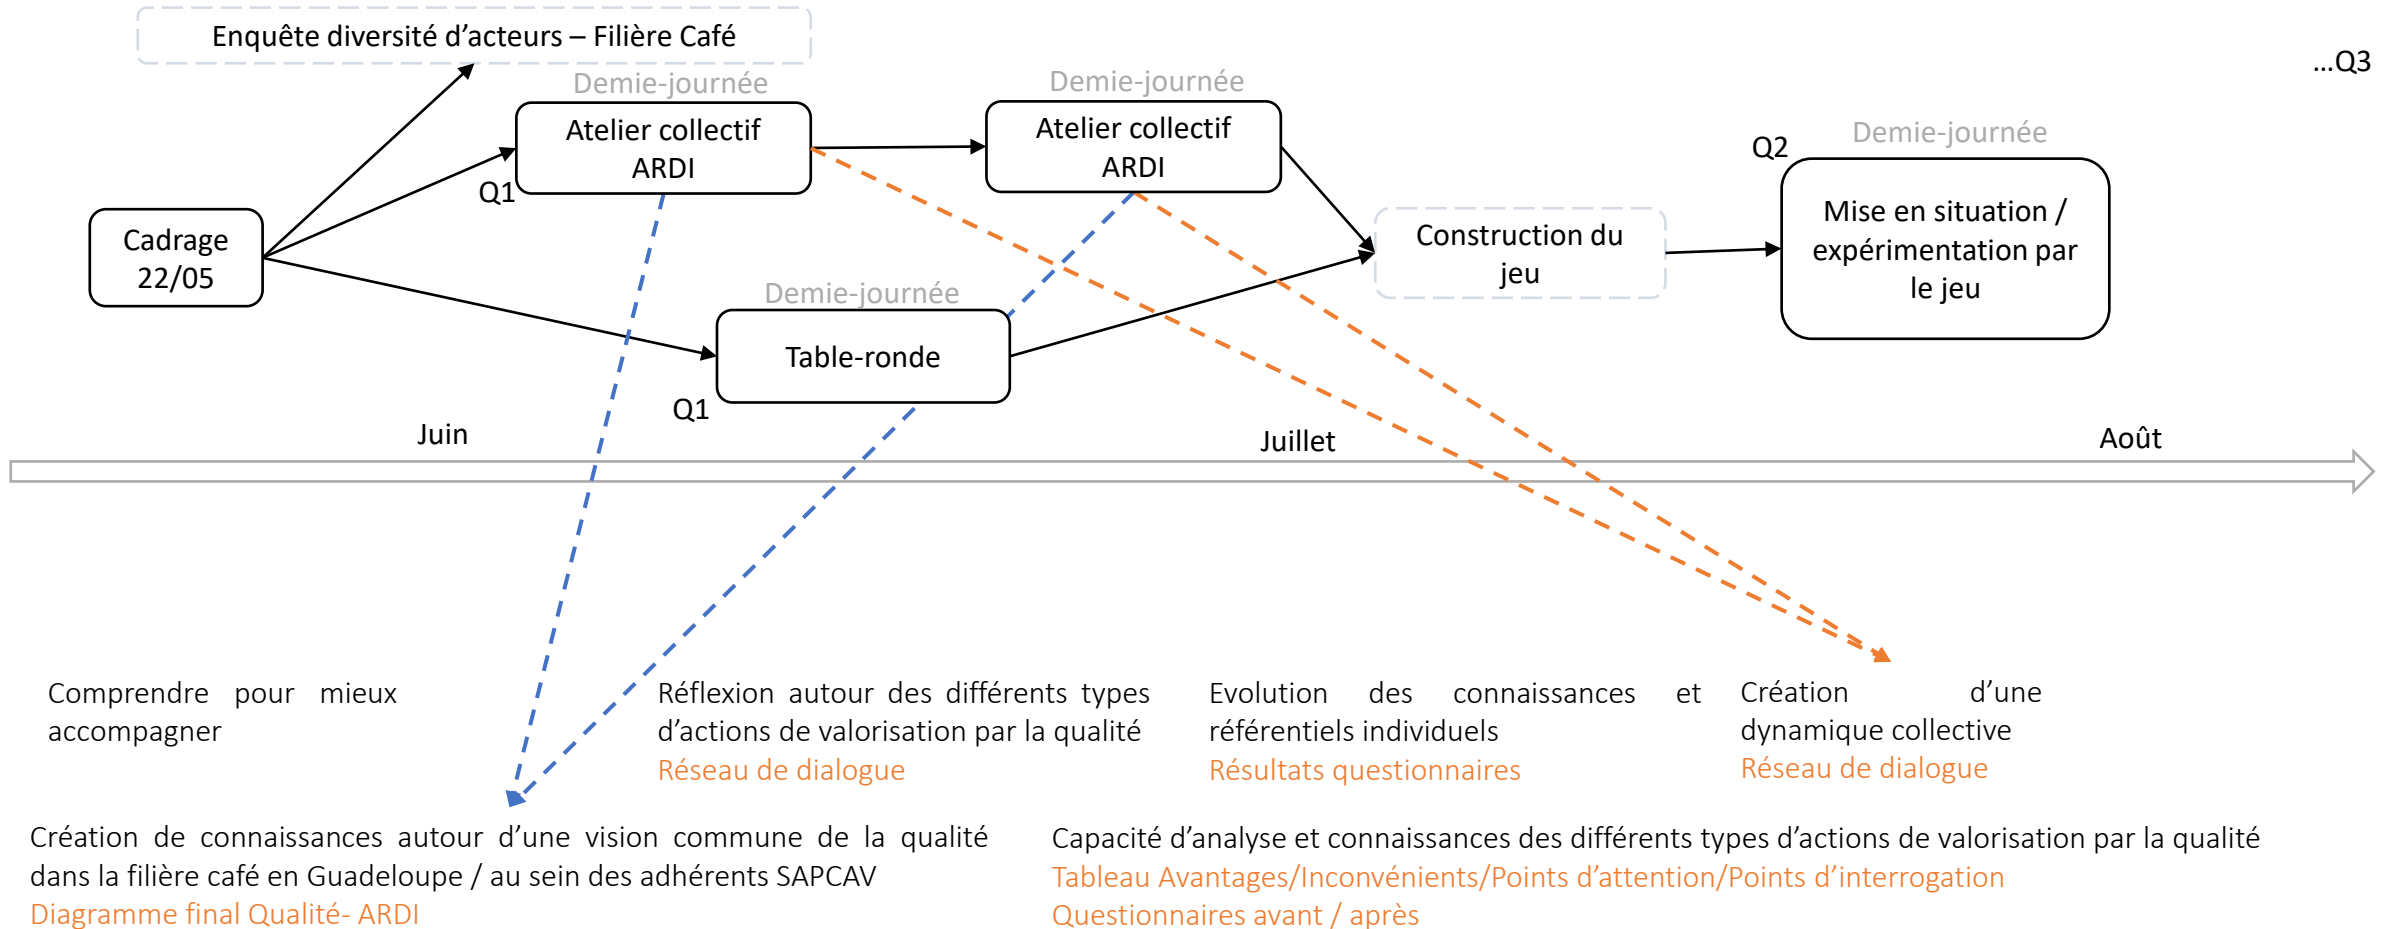 Enquête diversité d’acteurs – Filière Café
...Q3
Demie-journée
Atelier collectif
ARDI
Q1
Demie-journée
Atelier collectif
ARDI
Q2
Demie-journée
Mise en situation /
expérimentation par
le jeu
Cadrage
22/05
Construction du
jeu
Demie-journée
Table-ronde
Q1
Juin
Juillet
Août
Comprendre pour mieux
accompagner
Réflexion autour des différents types
d’actions de valorisation par la qualité
Réseau de dialogue
Evolution des connaissances et
référentiels individuels
Résultats questionnaires
Création d’une
dynamique collective
Réseau de dialogue
Création de connaissances autour d’une vision commune de la qualité
dans la filière café en Guadeloupe / au sein des adhérents SAPCAV
Diagramme final Qualité- ARDI
Capacité d’analyse et connaissances des différents types d’actions de valorisation par la qualité
Tableau Avantages/Inconvénients/Points d’attention/Points d’interrogation
Questionnaires avant / après